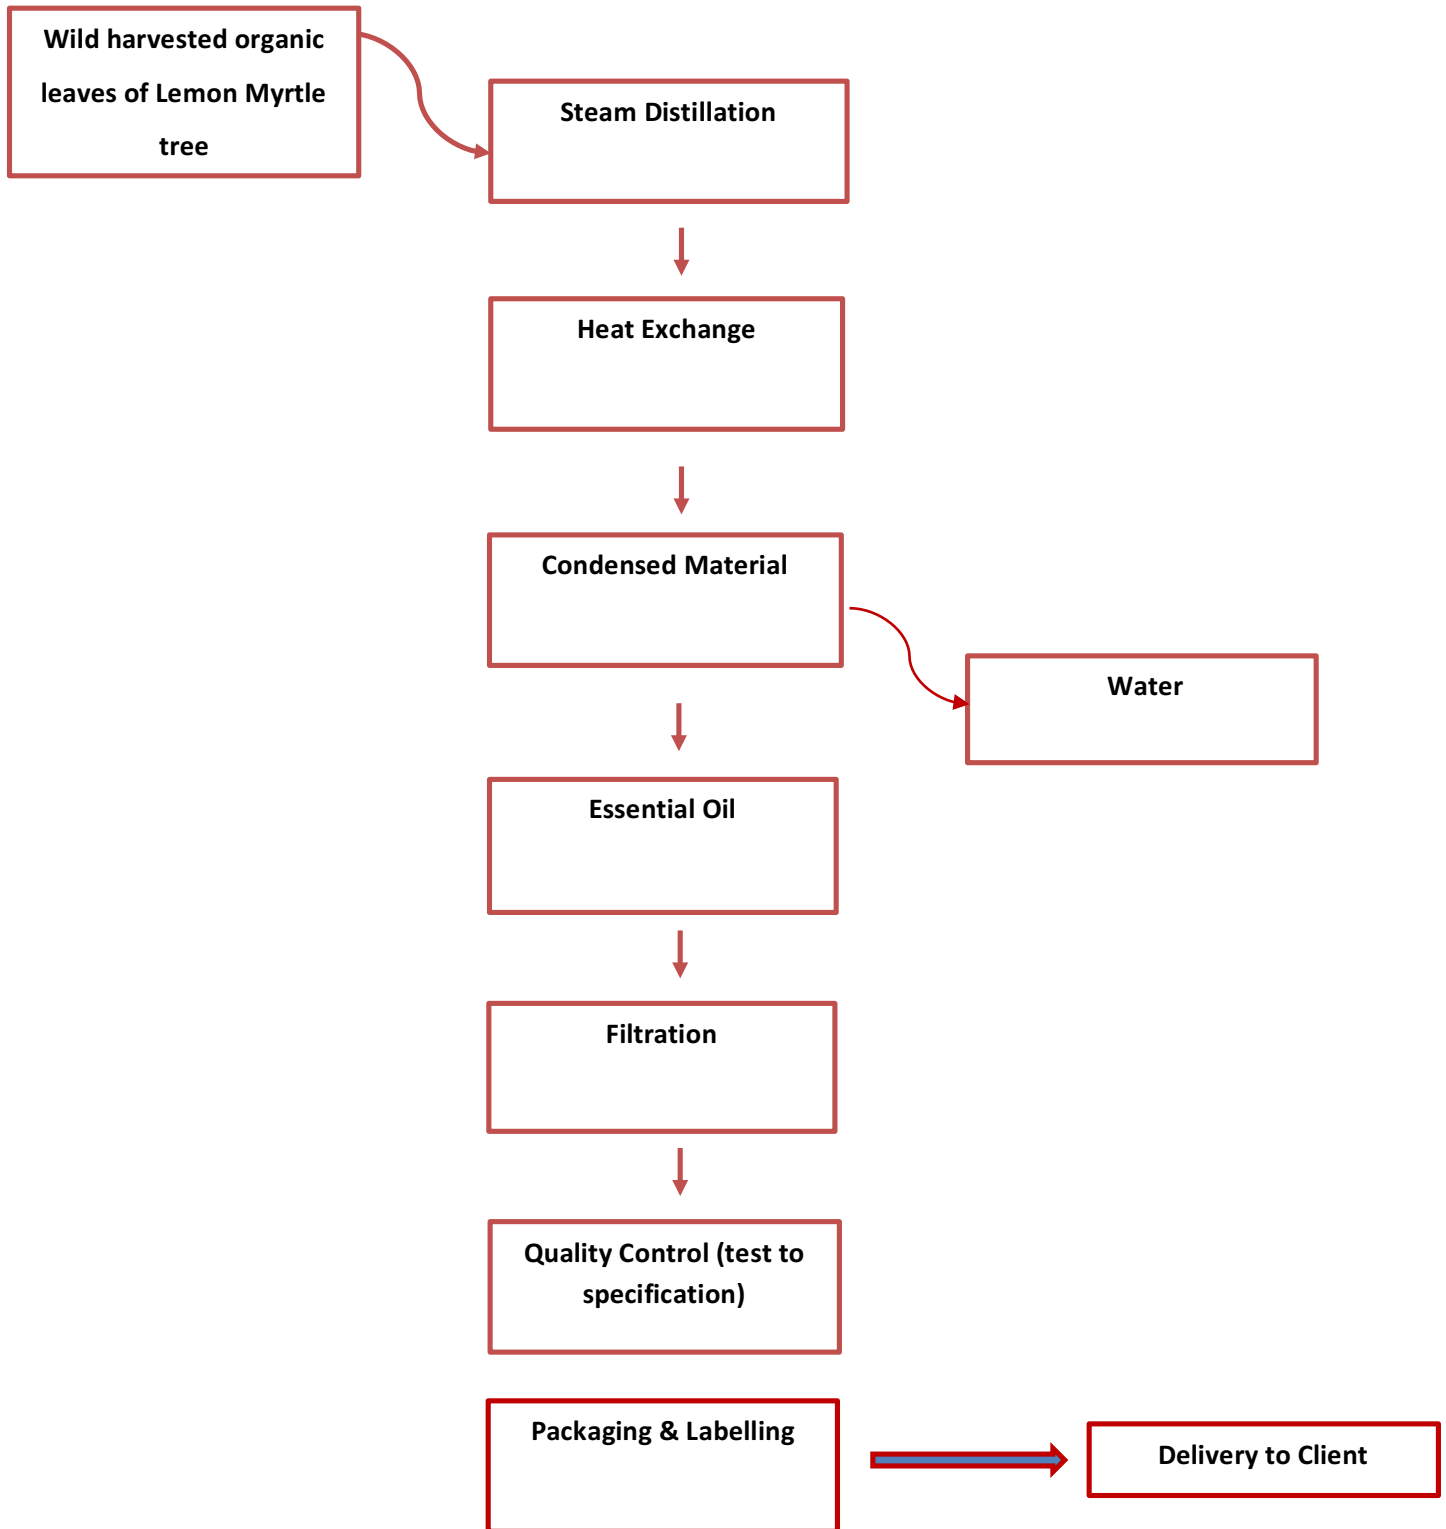 Wild harvested organic
leaves of Lemon Myrtle
tree
Steam Distillation
Heat Exchange
Condensed Material
Water
Essential Oil
Filtration
Quality Control (test to
specification)
Packaging & Labelling
Delivery to Client